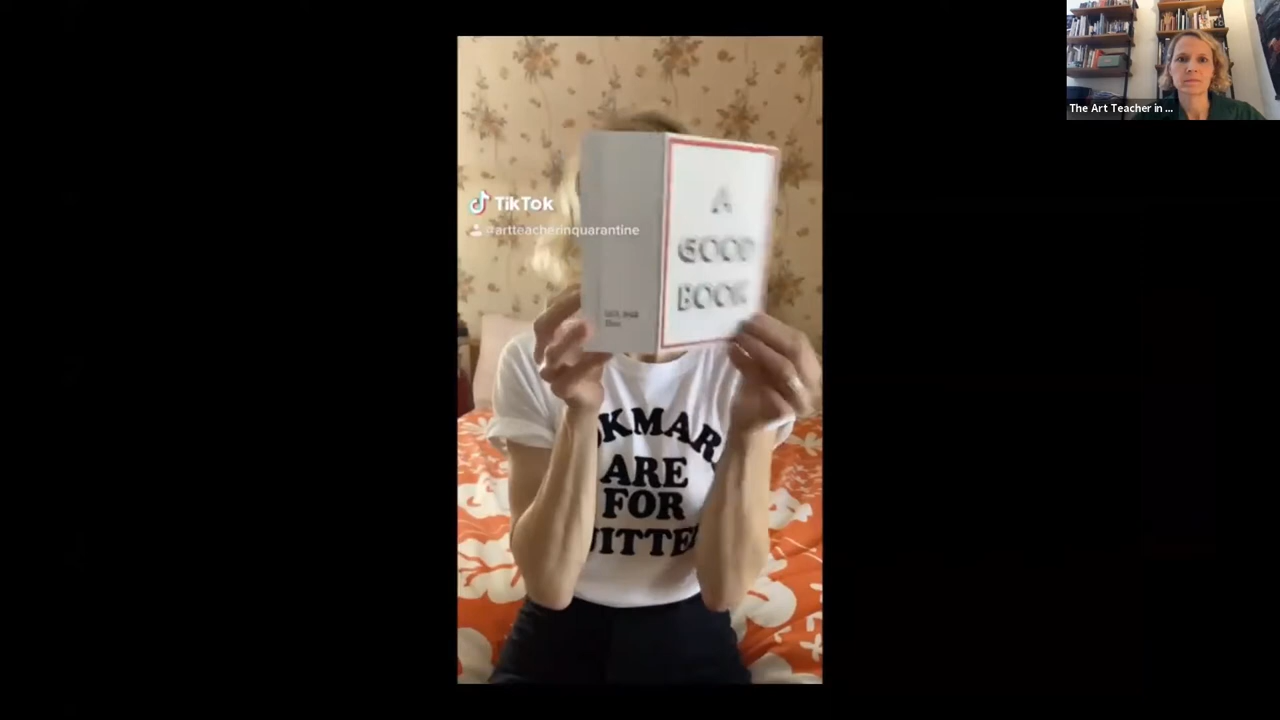 The Art Teacher in ...
TikTok
@artteacherinquarantine
A
GOOD
BOOK
ARE
FOR